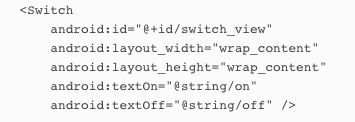 <Switch
    android:id="@+id/switch_view"
    android:layout_width="wrap_content"
    android:layout_height="wrap_content"
    android:textOn="@string/on"
    android:textOff="@string/off" />